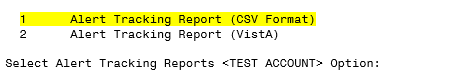 1      Alert Tracking Report (CSV Format)
2      Alert Tracking Report (VistA)
Select Alert Tracking Reports <TEST ACCOUNT> Option: